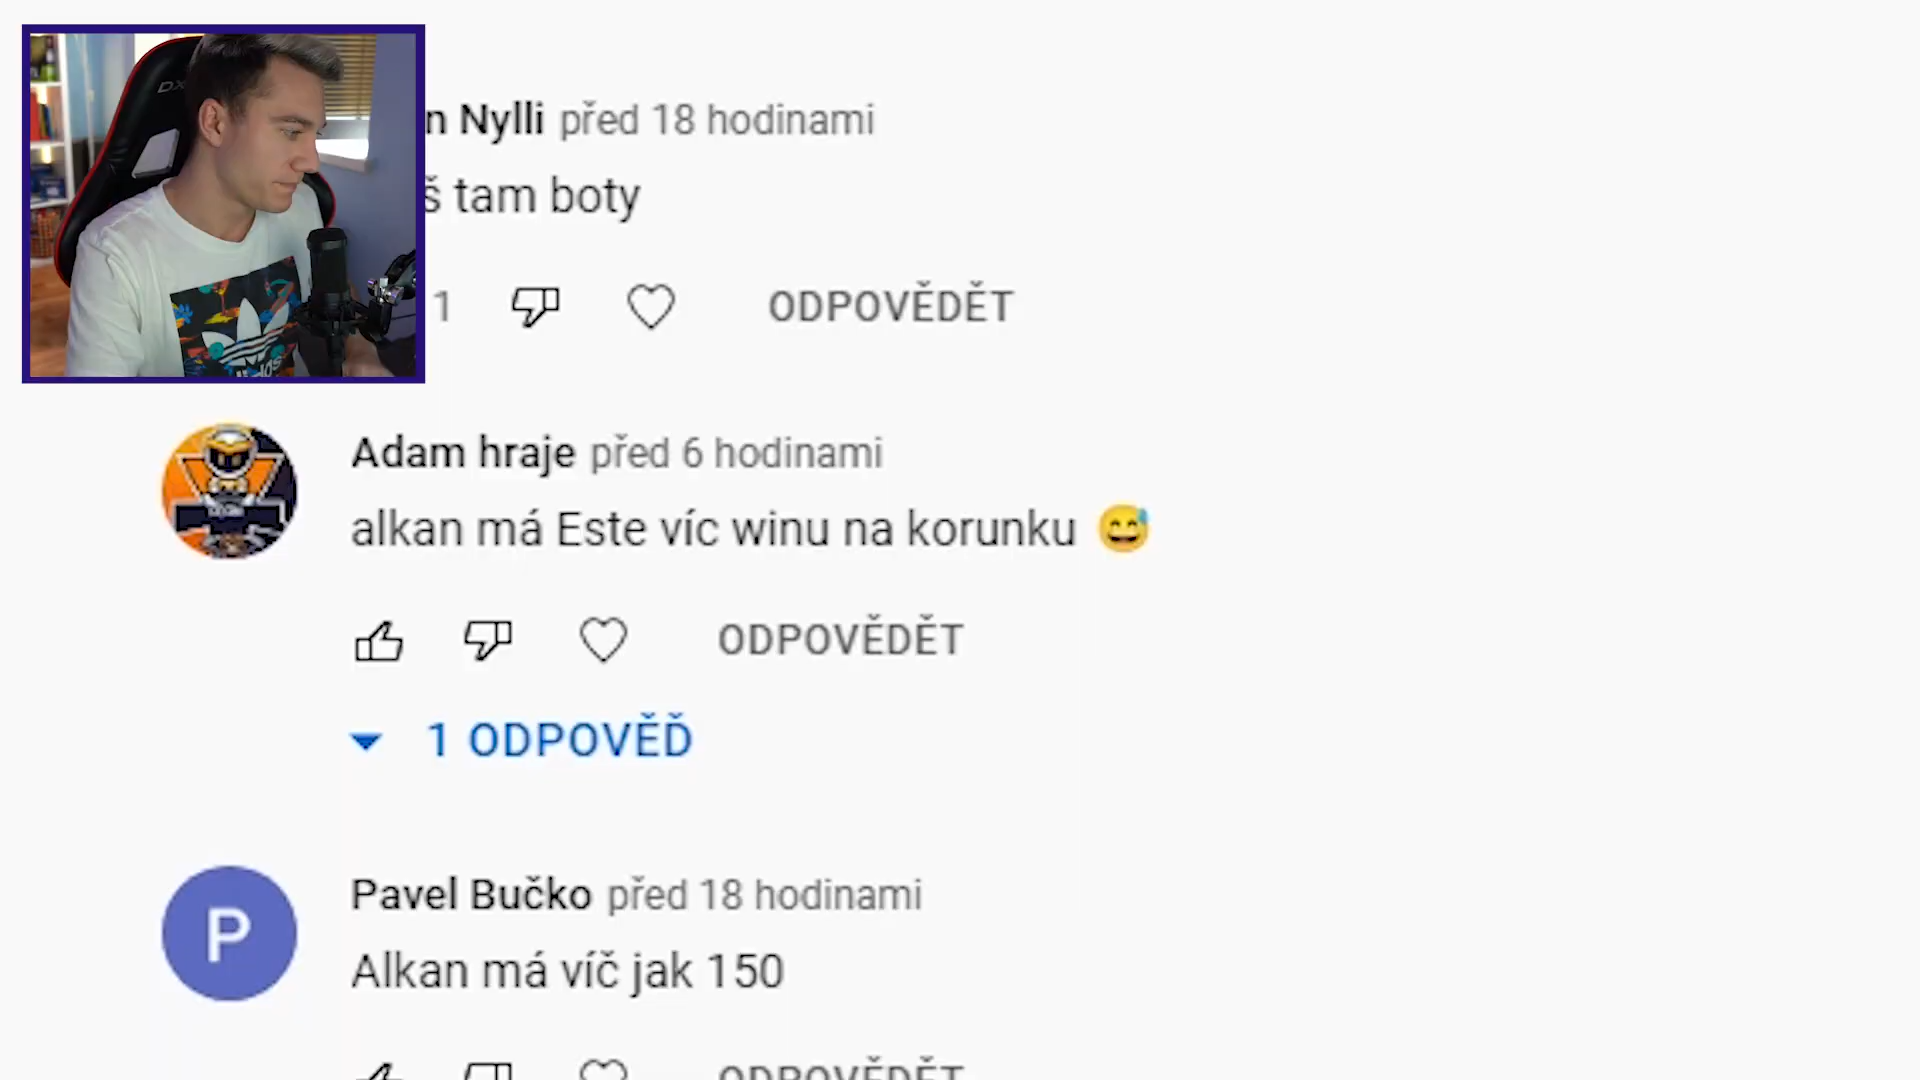 Nylli před 18 hodinami
tam boty
1 ODPOVĚDĚT
Adam hraje před 6 hodinami
alkan má Este víc winu na korunku 😅
ODPOVĚDĚT
1 ODPOVĚĎ
P
Pavel Bučko před 18 hodinami
Alkan má víč jak 150
ODPOVĚDĚT